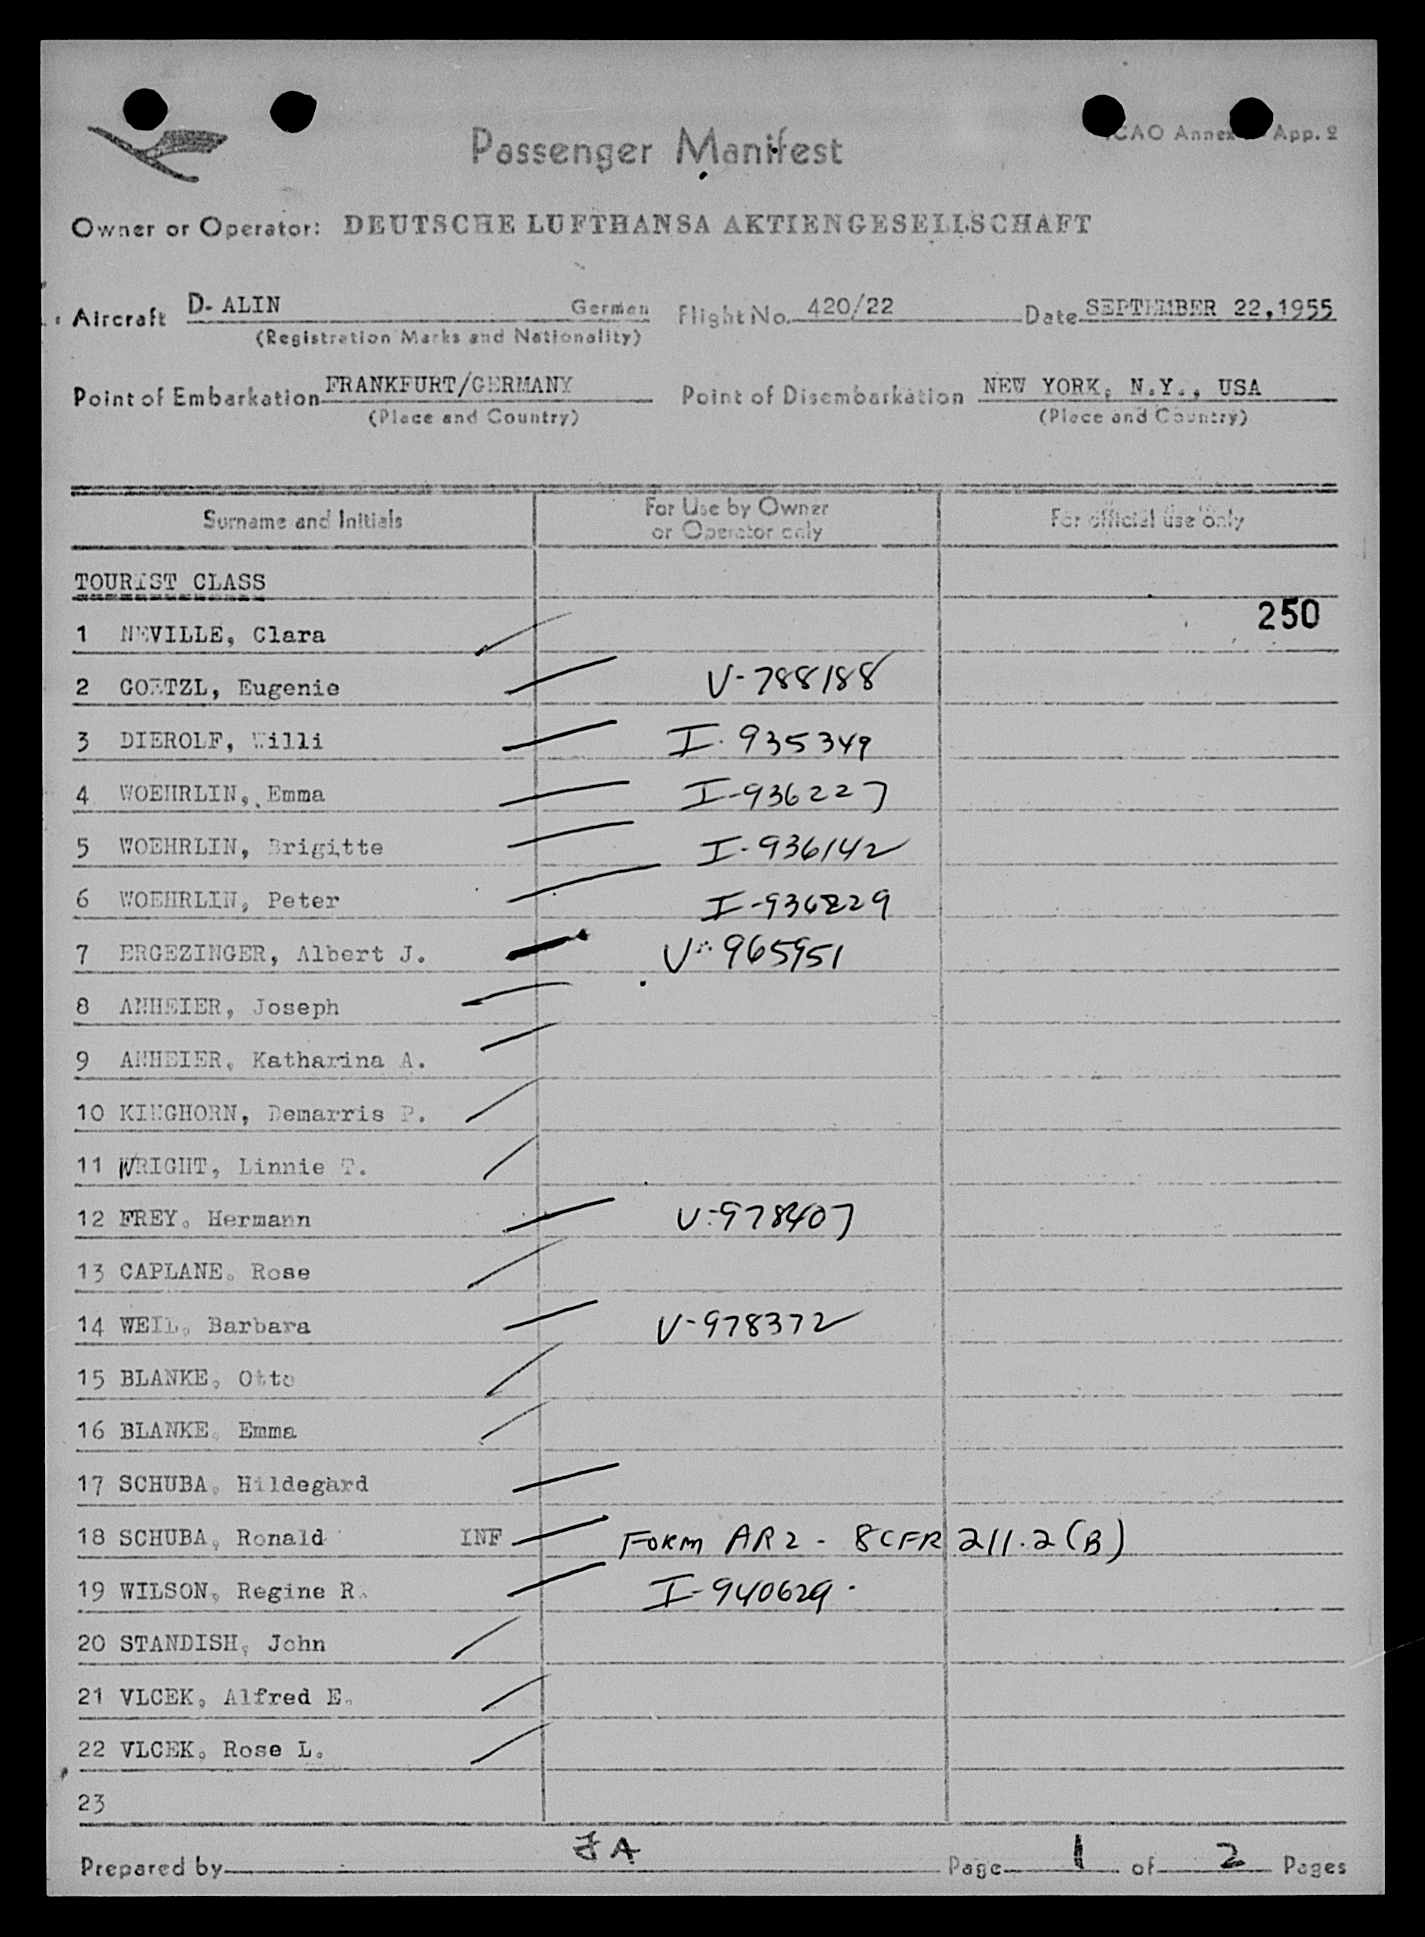 ICAO Annex App. 2
Passenger Manifest
Owner or Operator: DEUTSCHE LUFTHANSA AKTIENGESELLSCHAFT
Aircraft D- ALIN German Flight No. 420/22 Date SEPTEMBER 22,1955
(Registration Marks and Nationality)
Point of Embarkation FRANKFURT/GERMANY Point of Disembarkation NEW YORK, N.Y., USA
(Place and Country) (Place and Country)
Surname and Initials For Use by Owner or Operator only For official use only
TOURIST CLASS
250
1 NEVILLE, Clara
2 GOETZL, Eugenie V-788188
3 DIEROLF, Willi I-935349
4 WOEHRLIN, Emma I-936227
5 WOEHRLIN, Brigitte I-936142
6 WOEHRLIN, Peter I-936229
7 ERGEZINGER, Albert J. V-965951
8 ANHEIER, Joseph
9 ANHEIER, Katharina A.
10 KINGHORN, Demarris P.
11 WRIGHT, Linnie T.
12 FREY, Hermann V-978407
13 CAPLANE, Rose
14 WEIL, Barbara V-978372
15 BLANKE, Otto
16 BLANKE, Emma
17 SCHUBA, Hildegard
18 SCHUBA, Ronald INF FORM AR2 - 8CFR 211.2(B)
19 WILSON, Regine R. I-940629
20 STANDISH, John
21 VLCEK, Alfred E.
22 VLCEK, Rose L.
23
Prepared by JA Page 1 of 2 Pages